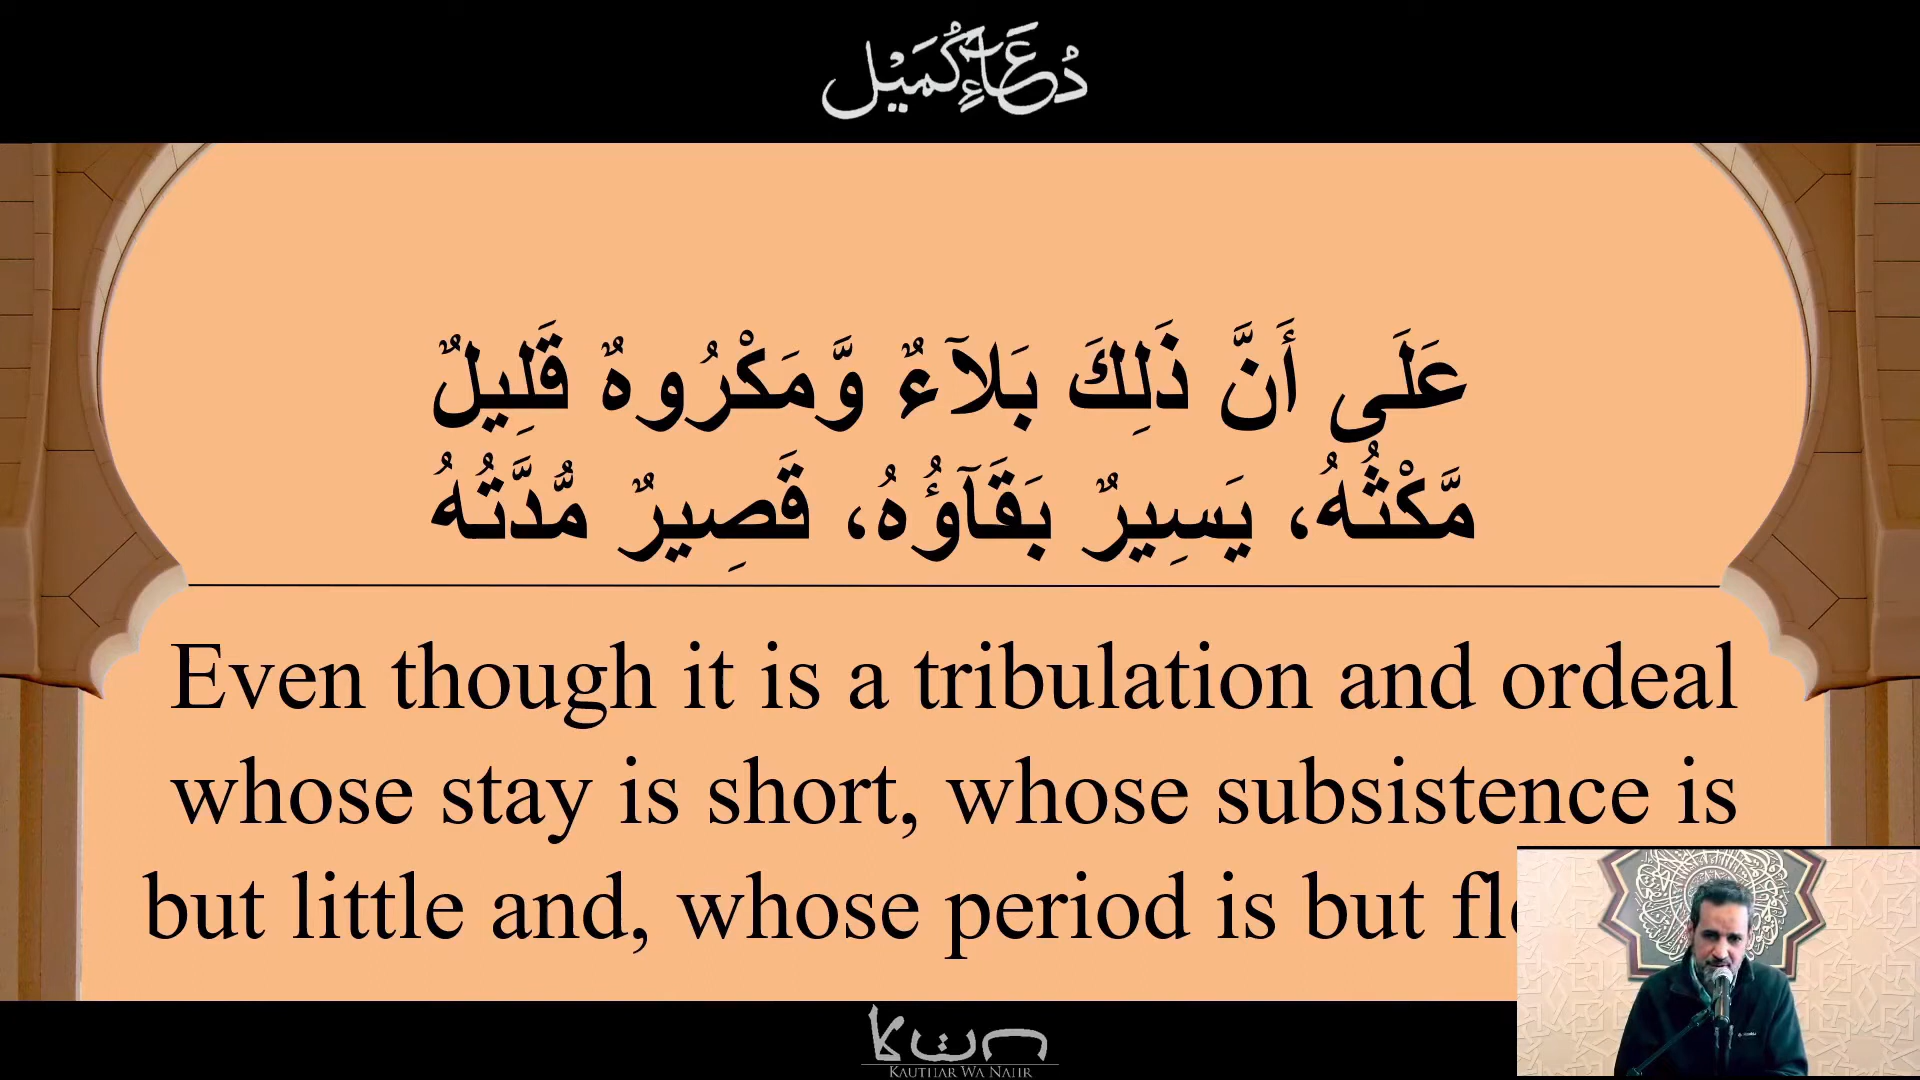 دُعَاءِ كُمَيْل
عَلَى أَنَّ ذَلِكَ بَلآءٌ وَّمَكْرُوهٌ قَلِيلٌ
مَّكْثُهُ، يَسِيرٌ بَقَآؤُهُ، قَصِيرٌ مُّدَّتُهُ
Even though it is a tribulation and ordeal
whose stay is short, whose subsistence is
but little and, whose period is but
KAUTHAR WA NAHR